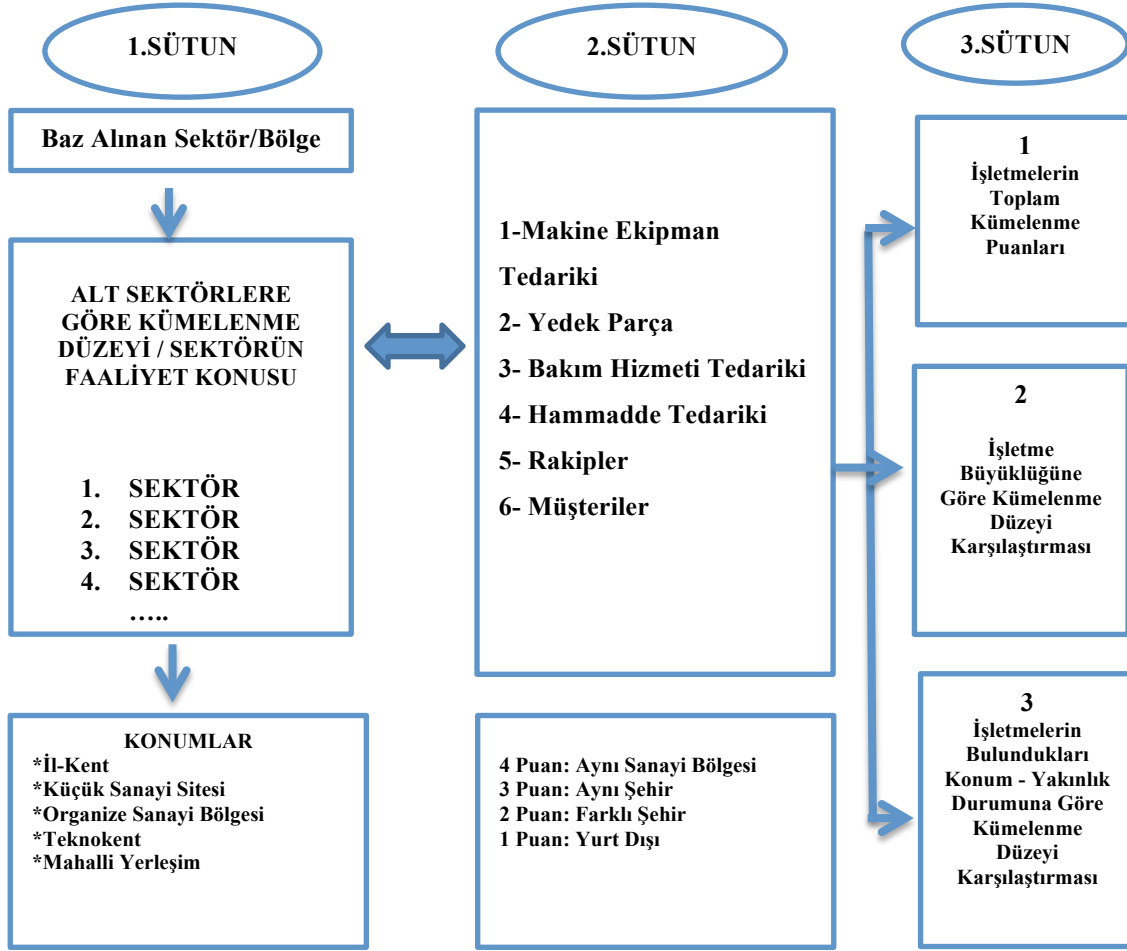 1.SÜTUN
Baz Alınan Sektör/Bölge
ALT SEKTÖRLERE
GÖRE KÜMELENME
DÜZEYİ / SEKTÖRÜN
FAALİYET KONUSU
1. SEKTÖR
2. SEKTÖR
3. SEKTÖR
4. SEKTÖR
…..
KONUMLAR
*İl-Kent
*Küçük Sanayi Sitesi
*Organize Sanayi Bölgesi
*Teknokent
*Mahalli Yerleşim
2.SÜTUN
1-Makine Ekipman
Tedariki
2- Yedek Parça
3- Bakım Hizmeti Tedariki
4- Hammadde Tedariki
5- Rakipler
6- Müşteriler
4 Puan: Aynı Sanayi Bölgesi
3 Puan: Aynı Şehir
2 Puan: Farklı Şehir
1 Puan: Yurt Dışı
3.SÜTUN
1
İşletmelerin
Toplam
Kümelenme
Puanları
2
İşletme
Büyüklüğüne
Göre Kümelenme
Düzeyi
Karşılaştırması
3
İşletmelerin
Bulundukları
Konum - Yakınlık
Durumuna Göre
Kümelenme
Düzeyi
Karşılaştırması